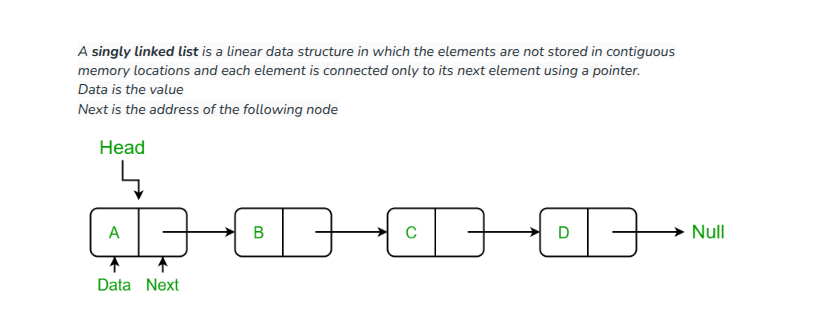 A singly linked list is a linear data structure in which the elements are not stored in contiguous
memory locations and each element is connected only to its next element using a pointer.
Data is the value
Next is the address of the following node
Head
A
B
C
D
Null
Data
Next